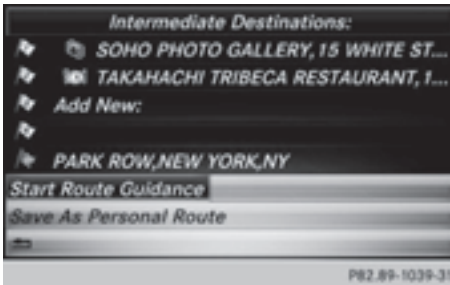 Intermediate Destinations:
SOHO PHOTO GALLERY, 15 WHITE ST....
TAKAHACHI TRIBECA RESTAURANT, 1...
Add New:
PARK ROW,NEW YORK,NY
Start Route Guidance
Save As Personal Route
P82.89-1039-31